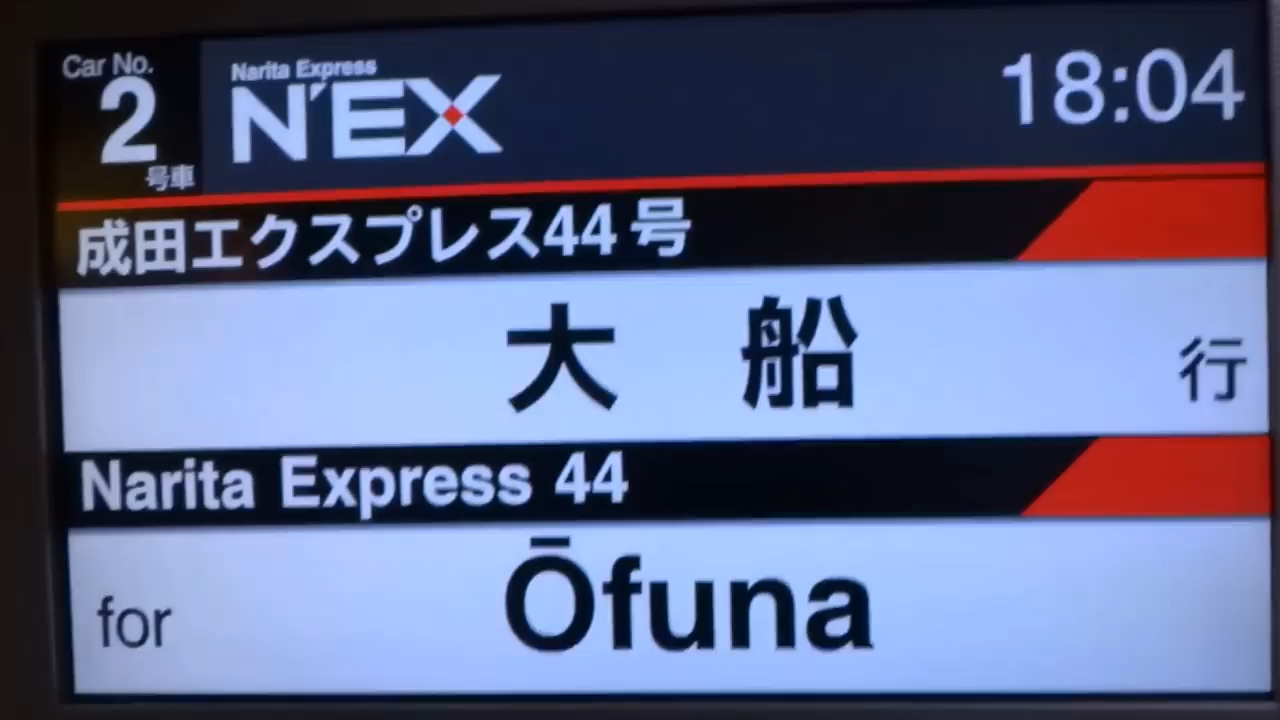 Car No.
2
号車
Narita Express
N'EX
18:04
成田エクスプレス44号
大船 行
Narita Express 44
for Ōfuna